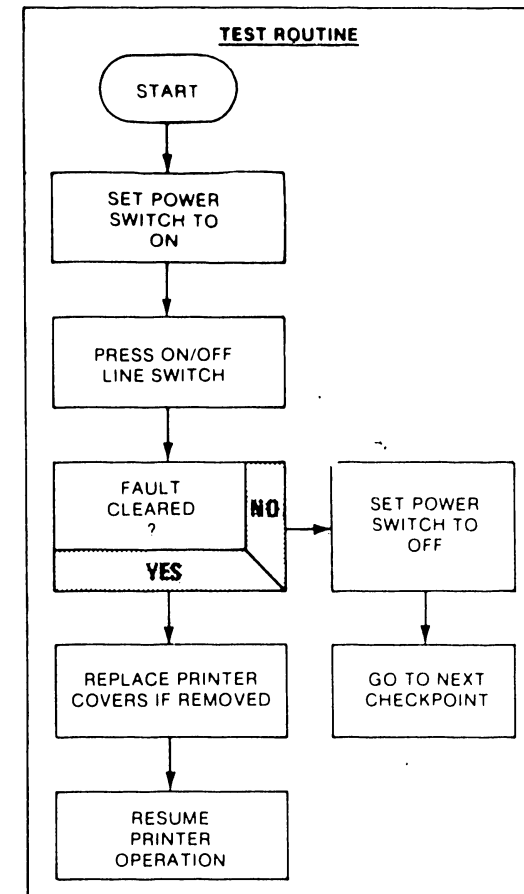 TEST ROUTINE
START
SET POWER
SWITCH TO
ON
PRESS ON/OFF
LINE SWITCH
FAULT
CLEARED
?
NO
YES
SET POWER
SWITCH TO
OFF
GO TO NEXT
CHECKPOINT
REPLACE PRINTER
COVERS IF REMOVED
RESUME
PRINTER
OPERATION